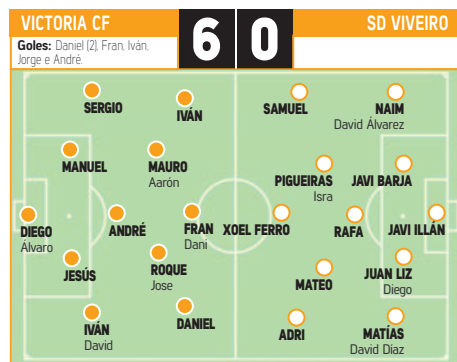 VICTORIA CF 6 0 SD VIVEIRO
Goles: Daniel (2), Fran, Iván,
Jorge e André.
SERGIO
IVÁN
SAMUEL
NAIM
David Álvarez
MANUEL
MAURO
Aarón
PIGUEIRAS
Isra
JAVI BARJA
DIEGO
Álvaro
ANDRÉ
FRAN
Dani
XOEL FERRO
RAFA
JAVI ILLÁN
JESÚS
ROQUE
Jose
MATEO
JUAN LIZ
Diego
IVÁN
David
DANIEL
ADRI
MATÍAS
David Díaz